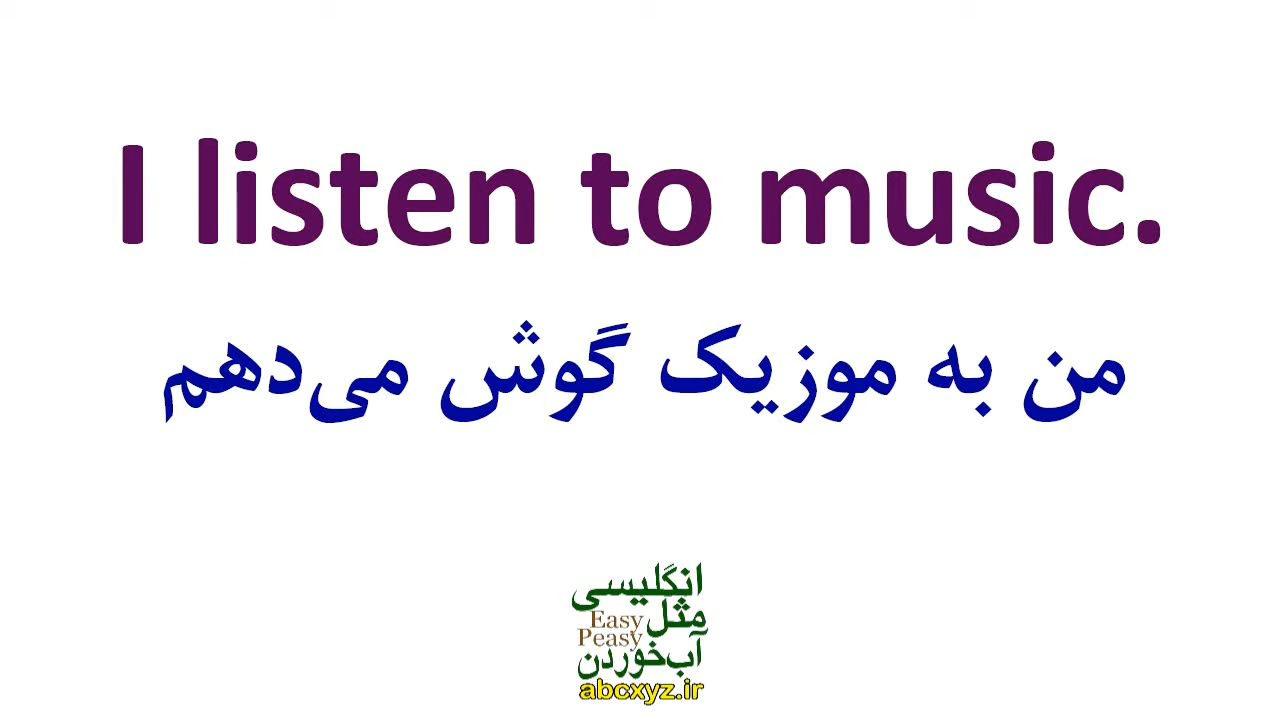 I listen to music.
من به موزیک گوش می‌دهم
انگلیسی
مثل Easy
Peasy
آب‌خوردن
abcxyz.ir